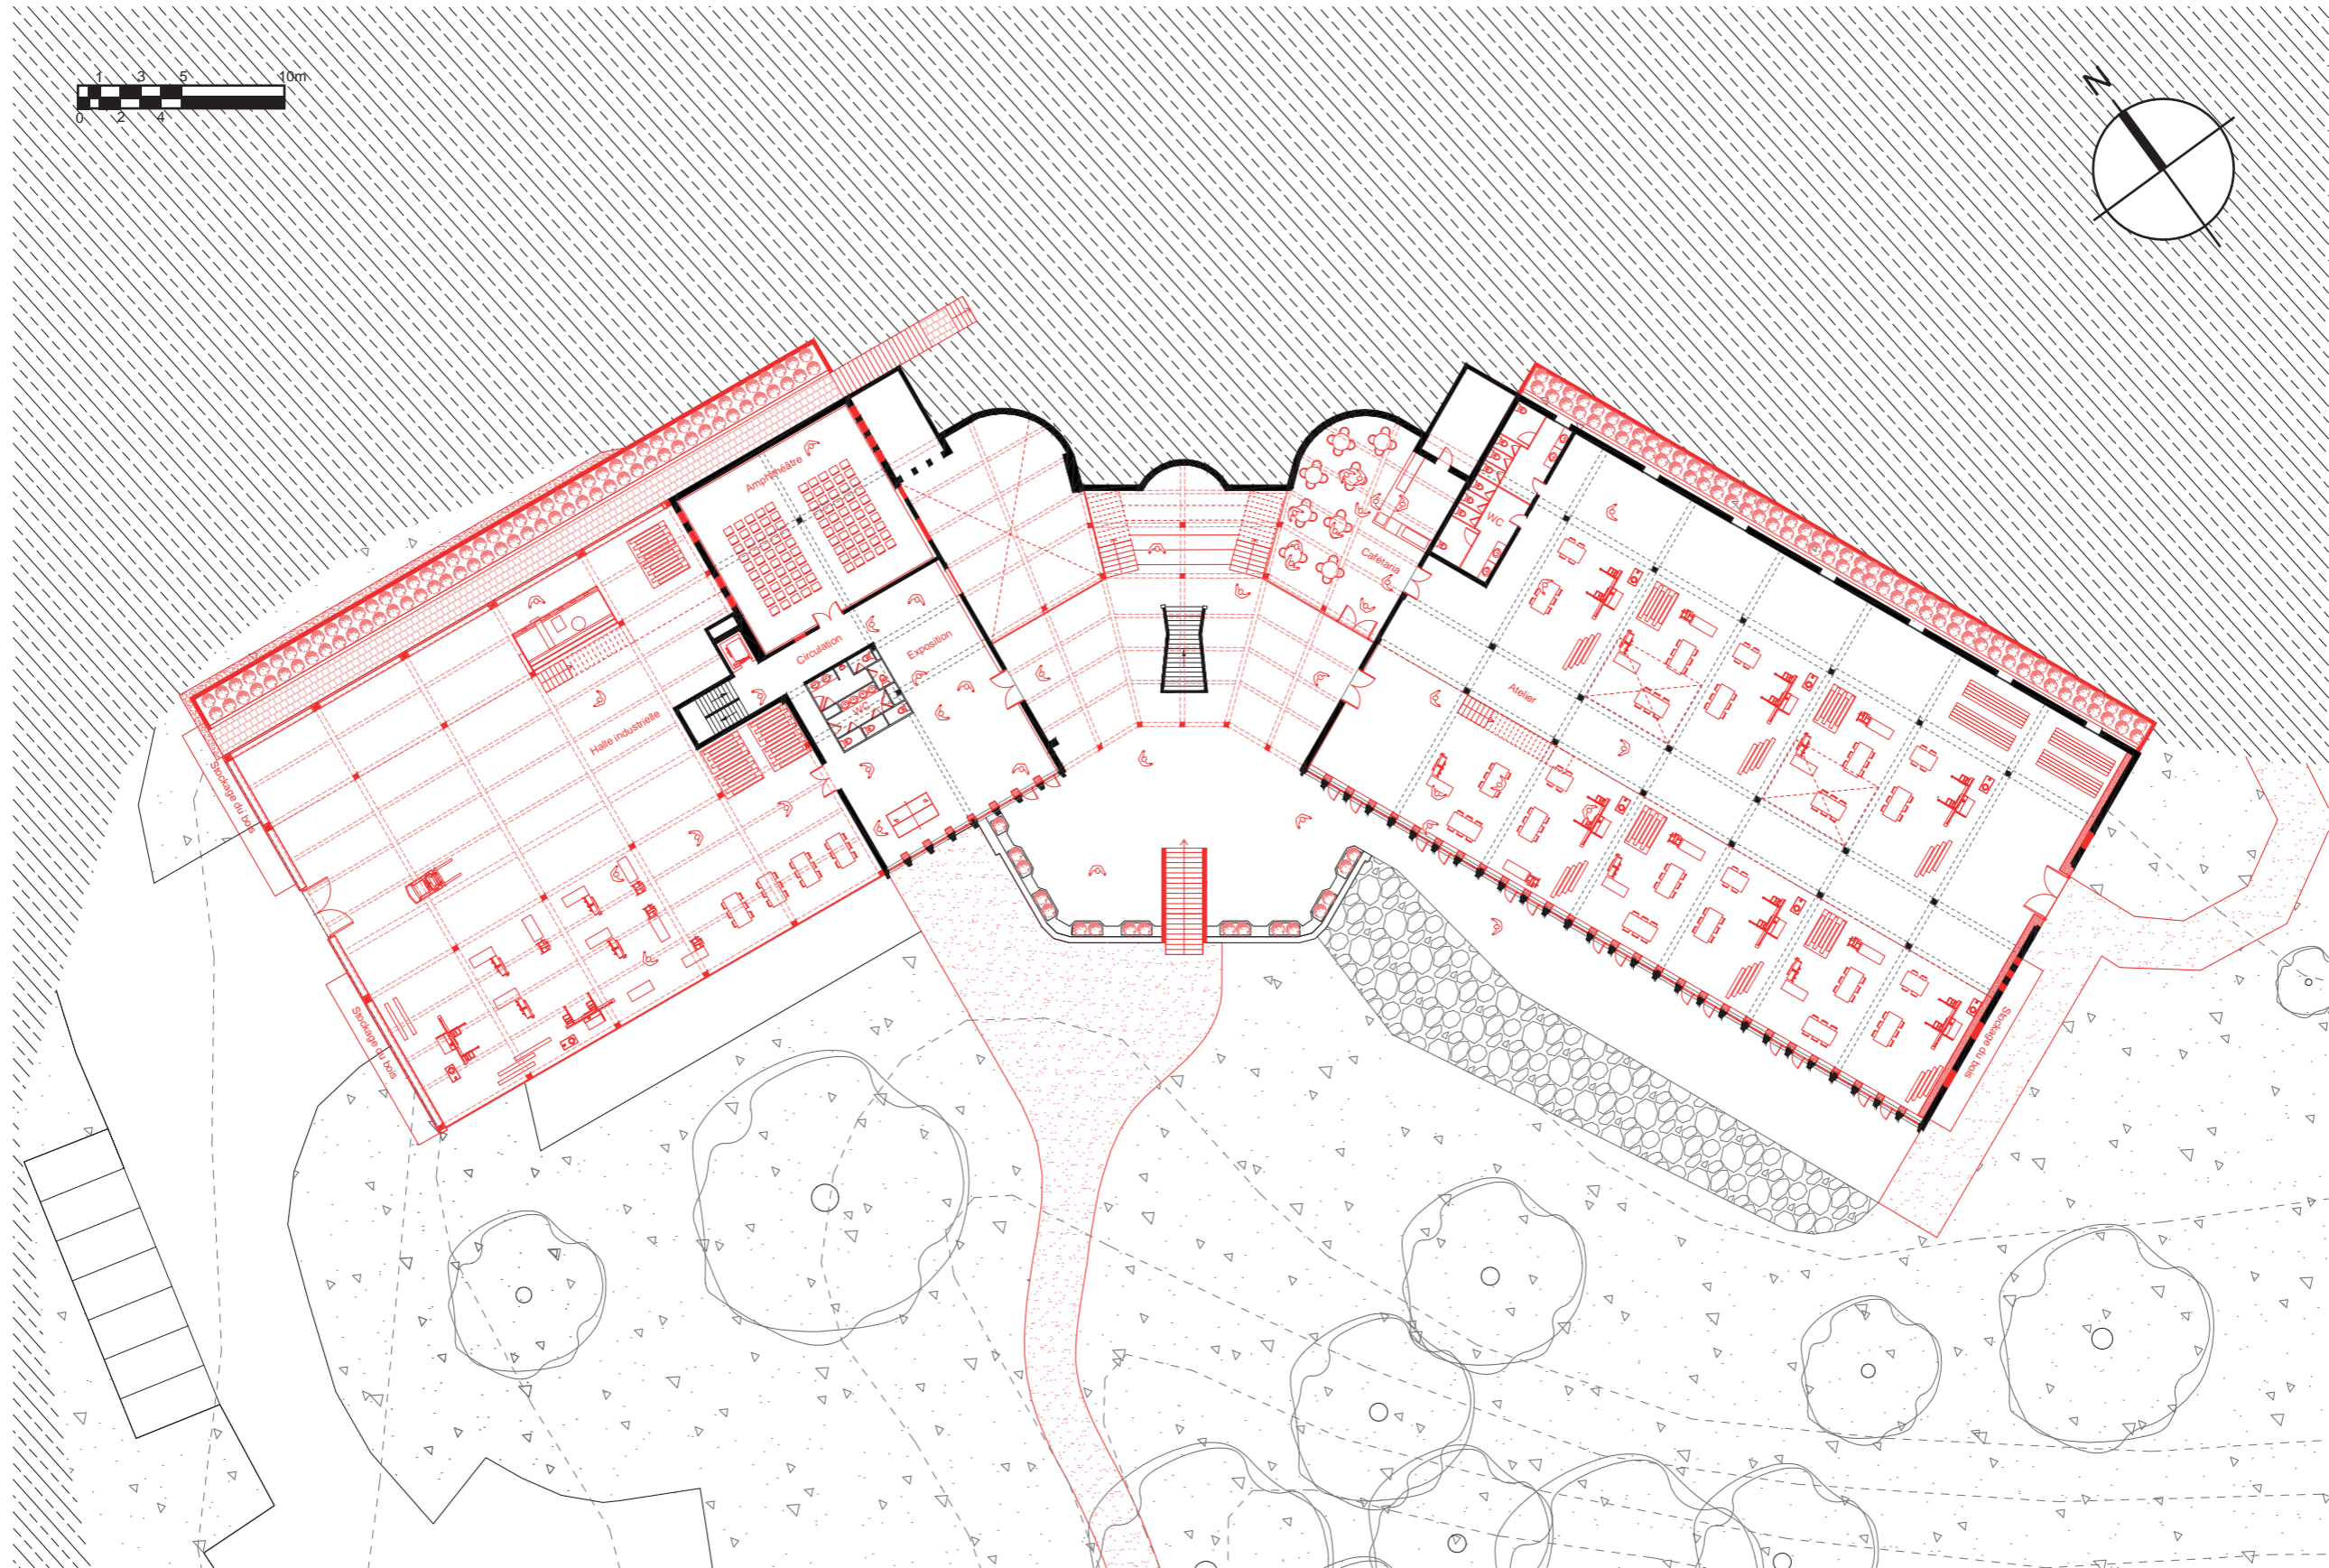 1 3 5 10m
0 2 4
N
Amphithéâtre
Circulation
Exposition
WC
Halle industrielle
Stockage du bois
Stockage du bois
Cafétaria
WC
Atelier
Stockage du bois